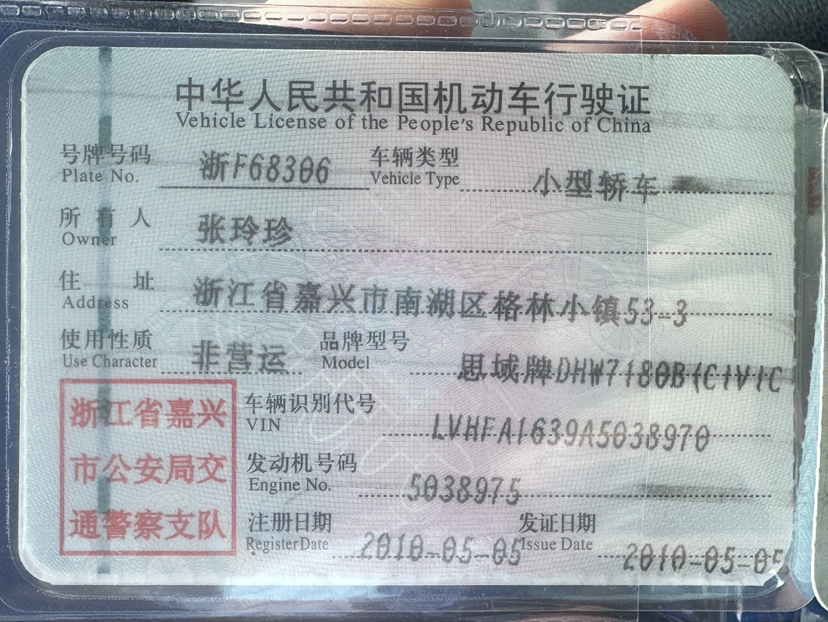 中华人民共和国机动车行驶证
Vehicle License of the People's Republic of China
号牌号码 浙F68306 车辆类型 小型轿车
Plate No. Vehicle Type
所有人 张玲珍
Owner
住址 浙江省嘉兴市南湖区格林小镇53-3
Address
使用性质 非营运 品牌型号 思域牌DHW7180B(CIVIC
Use Character Model
浙江省嘉兴
市公安局交
通警察支队
车辆识别代号 LVHFA1639A5038970
VIN
发动机号码 5038975
Engine No.
注册日期 2010-05-05 发证日期 2010-05-05
Register Date Issue Date